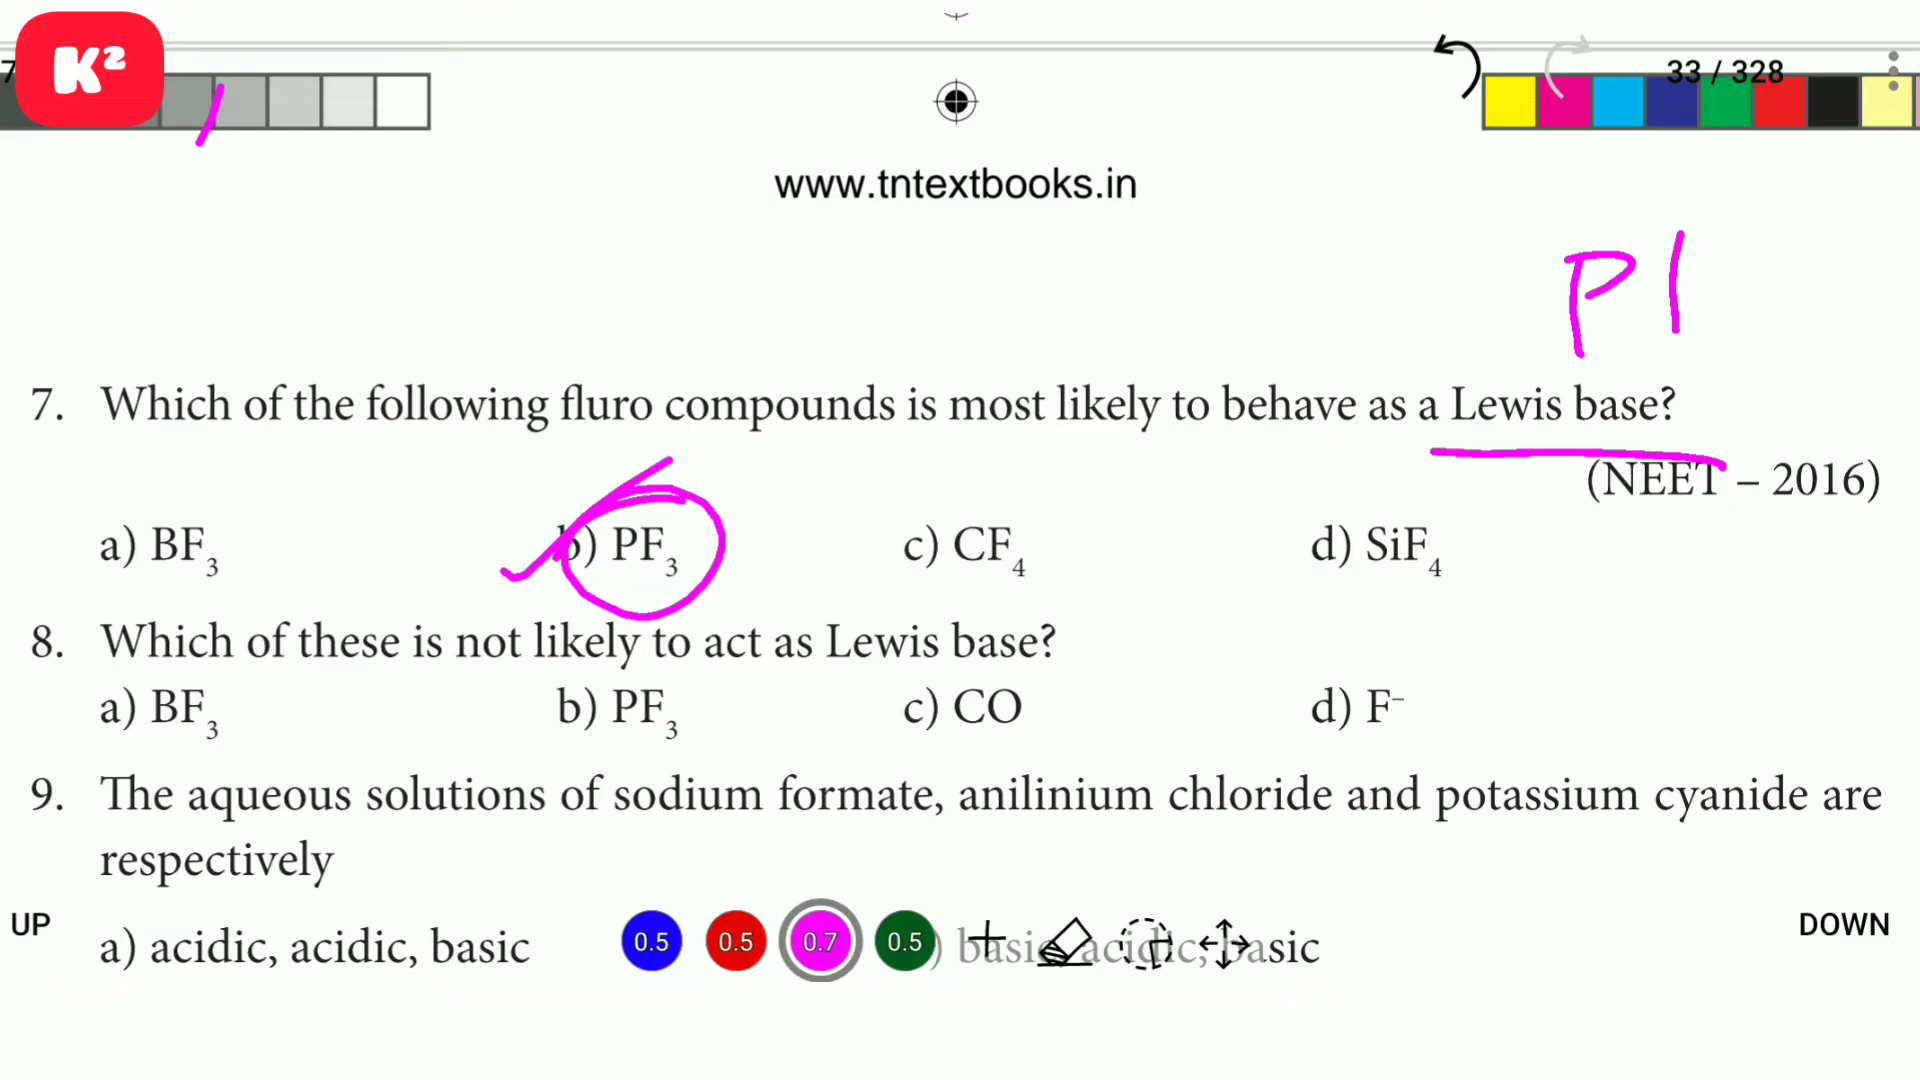 K²
33 / 328
www.tntextbooks.in
P
7. Which of the following fluro compounds is most likely to behave as a Lewis base?
(NEET – 2016)
a) BF₃ b) PF₃ c) CF₄ d) SiF₄
8. Which of these is not likely to act as Lewis base?
a) BF₃ b) PF₃ c) CO d) F⁻
9. The aqueous solutions of sodium formate, anilinium chloride and potassium cyanide are
respectively
UP
DOWN
a) acidic, acidic, basic ) basic, acidic, basic
0.5 0.5 0.7 0.5